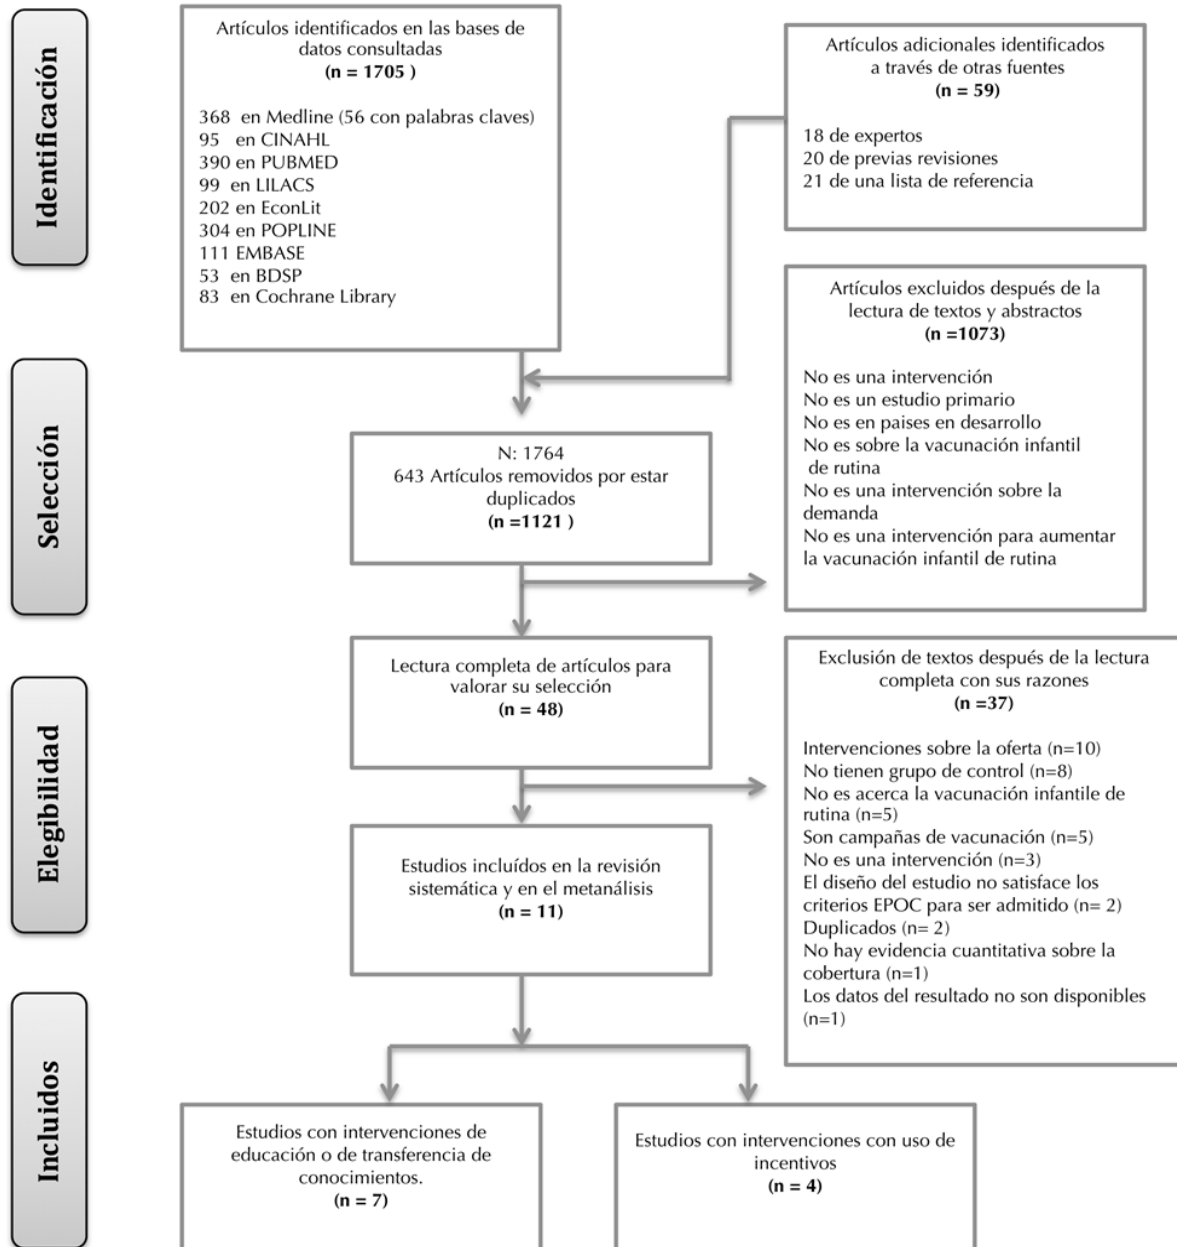 Identificación
Artículos identificados en las bases de
datos consultadas
(n = 1705 )
368 en Medline (56 con palabras claves)
95 en CINAHL
390 en PUBMED
99 en LILACS
202 en EconLit
304 en POPLINE
111 EMBASE
53 en BDSP
83 en Cochrane Library
Artículos adicionales identificados
a través de otras fuentes
(n = 59)
18 de expertos
20 de previas revisiones
21 de una lista de referencia
Selección
Artículos excluidos después de la
lectura de textos y abstractos
(n =1073)
No es una intervención
No es un estudio primario
No es en paises en desarrollo
No es sobre la vacunación infantil
de rutina
No es una intervención sobre la
demanda
No es una intervención para aumentar
la vacunación infantil de rutina
N: 1764
643 Artículos removidos por estar
duplicados
(n =1121 )
Elegibilidad
Lectura completa de artículos para
valorar su selección
(n = 48)
Exclusión de textos después de la lectura
completa con sus razones
(n =37)
Intervenciones sobre la oferta (n=10)
No tienen grupo de control (n=8)
No es acerca la vacunación infantile de
rutina (n=5)
Son campañas de vacunación (n=5)
No es una intervención (n=3)
El diseño del estudio no satisface los
criterios EPOC para ser admitido (n= 2)
Duplicados (n= 2)
No hay evidencia cuantitativa sobre la
cobertura (n=1)
Los datos del resultado no son disponibles
(n=1)
Estudios incluídos en la revisión
sistemática y en el metanálisis
(n = 11)
Incluidos
Estudios con intervenciones de
educación o de transferencia de
conocimientos.
(n = 7)
Estudios con intervenciones con uso de
incentivos
(n = 4)